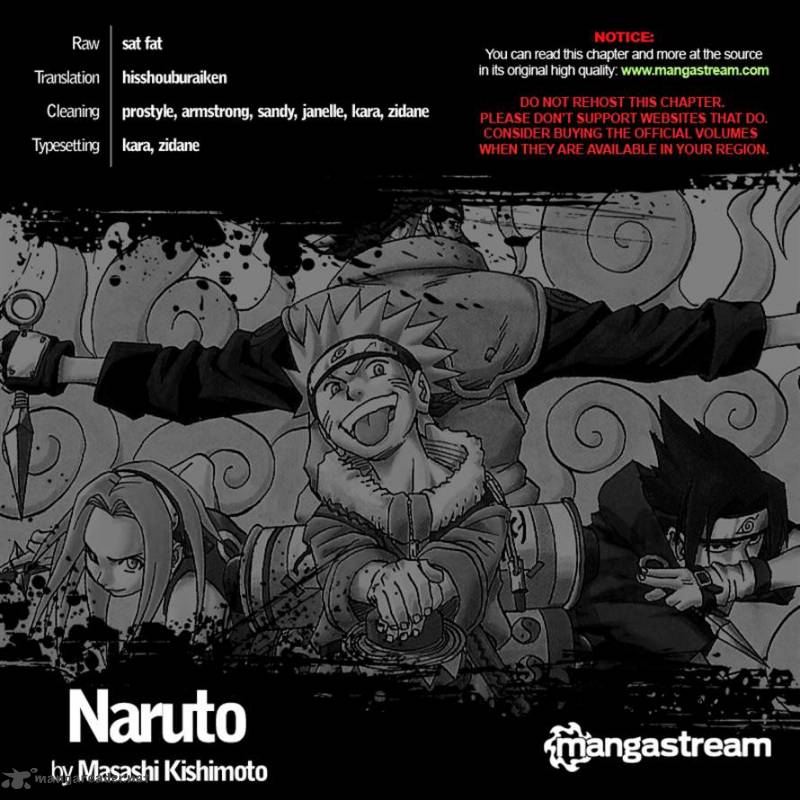 Raw sat fat
Translation hisshouburaiken
Cleaning prostyle, armstrong, sandy, janelle, kara, zidane
Typesetting kara, zidane
NOTICE:
You can read this chapter and more at the source
in its original high quality: www.mangastream.com
DO NOT REHOST THIS CHAPTER.
PLEASE DON'T SUPPORT WEBSITES THAT DO.
CONSIDER BUYING THE OFFICIAL VOLUMES
WHEN THEY ARE AVAILABLE IN YOUR REGION.
Naruto
by Masashi Kishimoto
mangastream